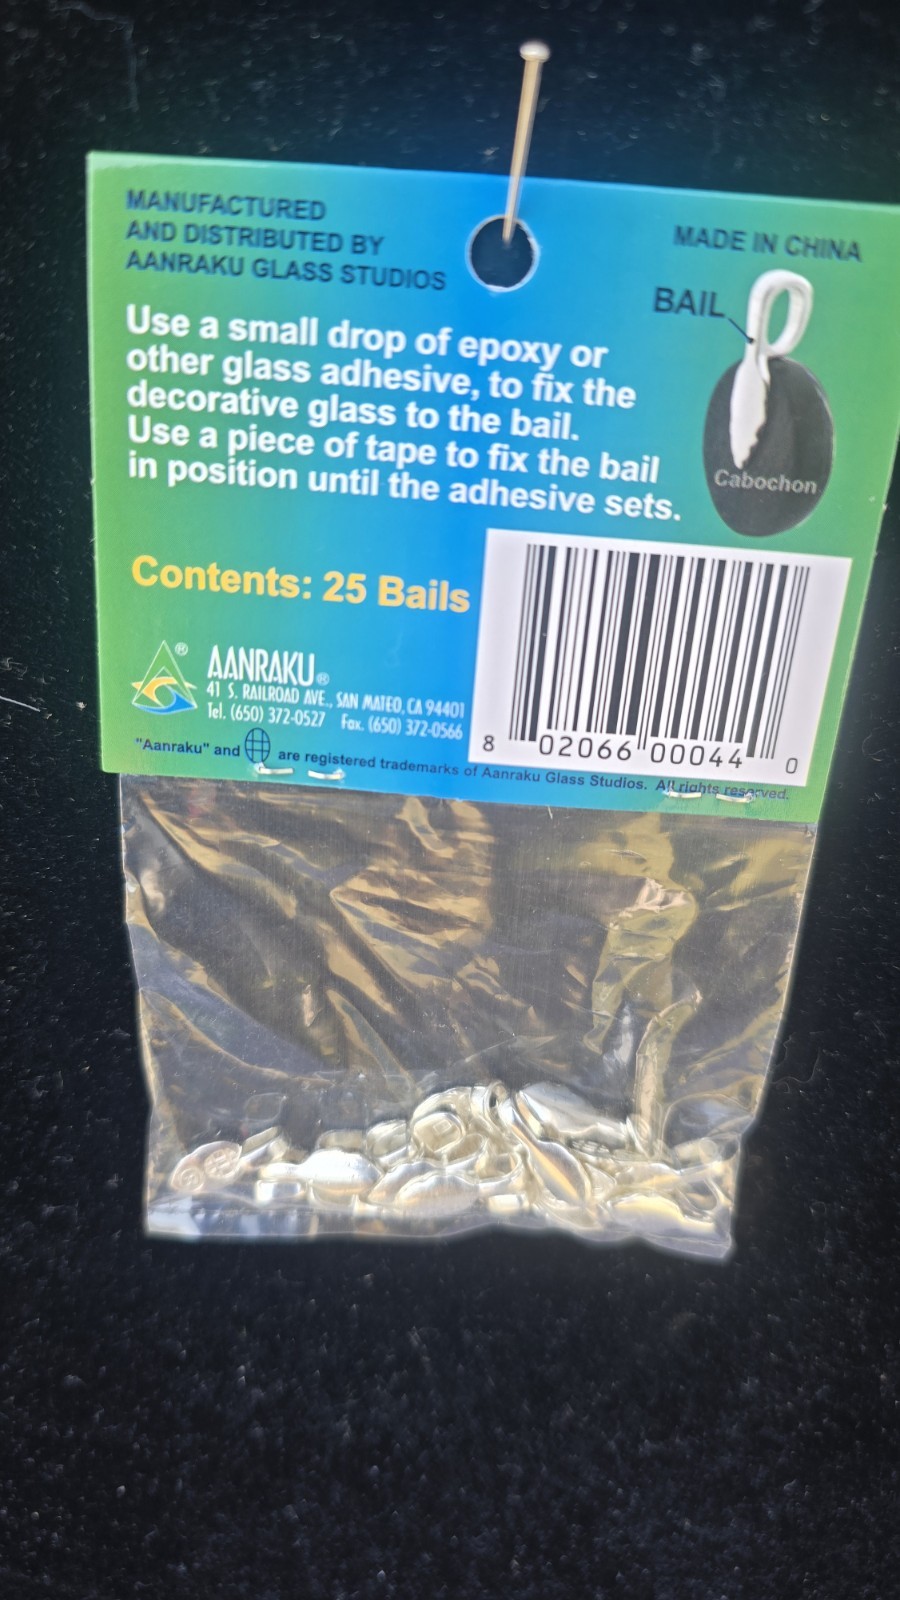 MANUFACTURED
AND DISTRIBUTED BY
AANRAKU GLASS STUDIOS
MADE IN CHINA
BAIL
Cabochon
Use a small drop of epoxy or
other glass adhesive, to fix the
decorative glass to the bail.
Use a piece of tape to fix the bail
in position until the adhesive sets.
Contents: 25 Bails
®
AANRAKU®
41 S. RAILROAD AVE., SAN MATEO, CA 94401
Tel. (650) 372-0527 Fax. (650) 372-0566
8 02066 00044 0
"Aanraku" and are registered trademarks of Aanraku Glass Studios. All rights reserved.